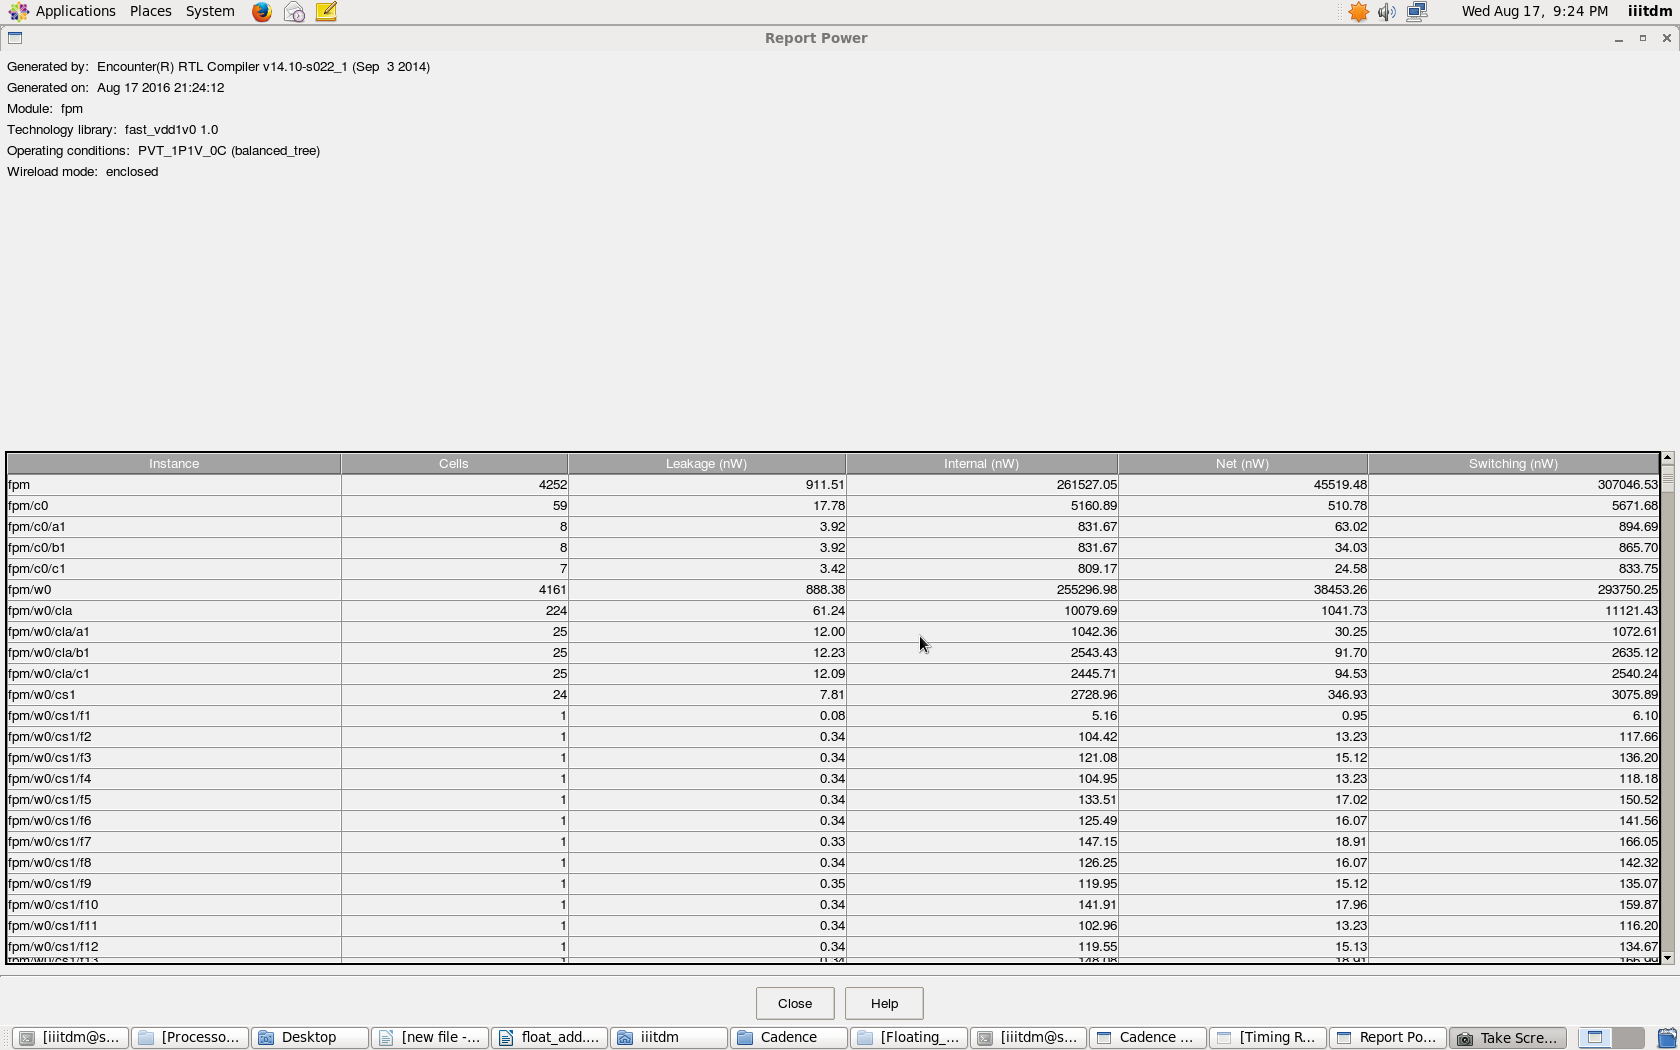 Applications Places System Wed Aug 17, 9:24 PM iiitdm
Report Power
Generated by: Encounter(R) RTL Compiler v14.10-s022_1 (Sep 3 2014)
Generated on: Aug 17 2016 21:24:12
Module: fpm
Technology library: fast_vdd1v0 1.0
Operating conditions: PVT_1P1V_0C (balanced_tree)
Wireload mode: enclosed
Instance Cells Leakage (nW) Internal (nW) Net (nW) Switching (nW)
fpm 4252 911.51 261527.05 45519.48 307046.53
fpm/c0 59 17.78 5160.89 510.78 5671.68
fpm/c0/a1 8 3.92 831.67 63.02 894.69
fpm/c0/b1 8 3.92 831.67 34.03 865.70
fpm/c0/c1 7 3.42 809.17 24.58 833.75
fpm/w0 4161 888.38 255296.98 38453.26 293750.25
fpm/w0/cla 224 61.24 10079.69 1041.73 11121.43
fpm/w0/cla/a1 25 12.00 1042.36 30.25 1072.61
fpm/w0/cla/b1 25 12.23 2543.43 91.70 2635.12
fpm/w0/cla/c1 25 12.09 2445.71 94.53 2540.24
fpm/w0/cs1 24 7.81 2728.96 346.93 3075.89
fpm/w0/cs1/f1 1 0.08 5.16 0.95 6.10
fpm/w0/cs1/f2 1 0.34 104.42 13.23 117.66
fpm/w0/cs1/f3 1 0.34 121.08 15.12 136.20
fpm/w0/cs1/f4 1 0.34 104.95 13.23 118.18
fpm/w0/cs1/f5 1 0.34 133.51 17.02 150.52
fpm/w0/cs1/f6 1 0.34 125.49 16.07 141.56
fpm/w0/cs1/f7 1 0.33 147.15 18.91 166.05
fpm/w0/cs1/f8 1 0.34 126.25 16.07 142.32
fpm/w0/cs1/f9 1 0.35 119.95 15.12 135.07
fpm/w0/cs1/f10 1 0.34 141.91 17.96 159.87
fpm/w0/cs1/f11 1 0.34 102.96 13.23 116.20
fpm/w0/cs1/f12 1 0.34 119.55 15.13 134.67
Close Help
[iiitdm@s... [Processo... Desktop [new file -... float_add.... iiitdm Cadence [Floating_... [iiitdm@s... Cadence ... [Timing R... Report Po... Take Scre...